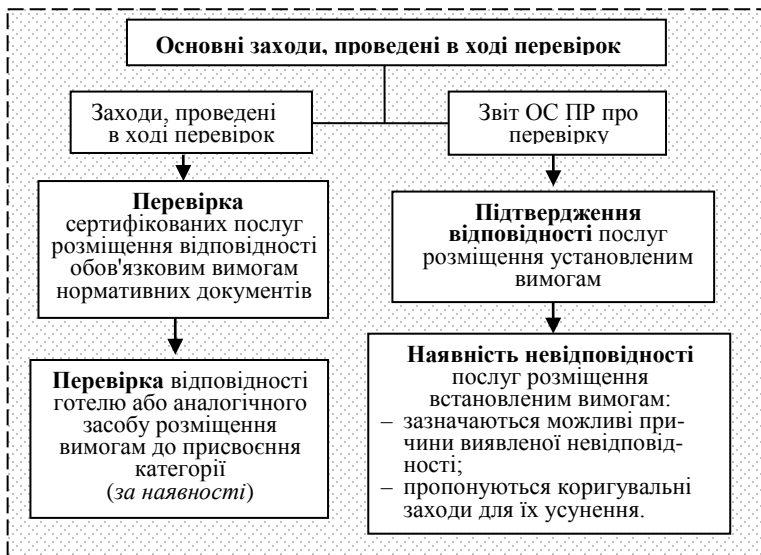 Основні заходи, проведені в ході перевірок
Заходи, проведені
в ході перевірок
Звіт ОС ПР про
перевірку
Перевірка
сертифікованих послуг
розміщення відповідності
обов'язковим вимогам
нормативних документів
Підтвердження
відповідності послуг
розміщення установленим
вимогам
Перевірка відповідності
готелю або аналогічного
засобу розміщення
вимогам до присвоєння
категорії
(за наявності)
Наявність невідповідності
послуг розміщення
встановленим вимогам:
– зазначаються можливі при-
чини виявленої невідповід-
ності;
– пропонуються коригувальні
заходи для їх усунення.